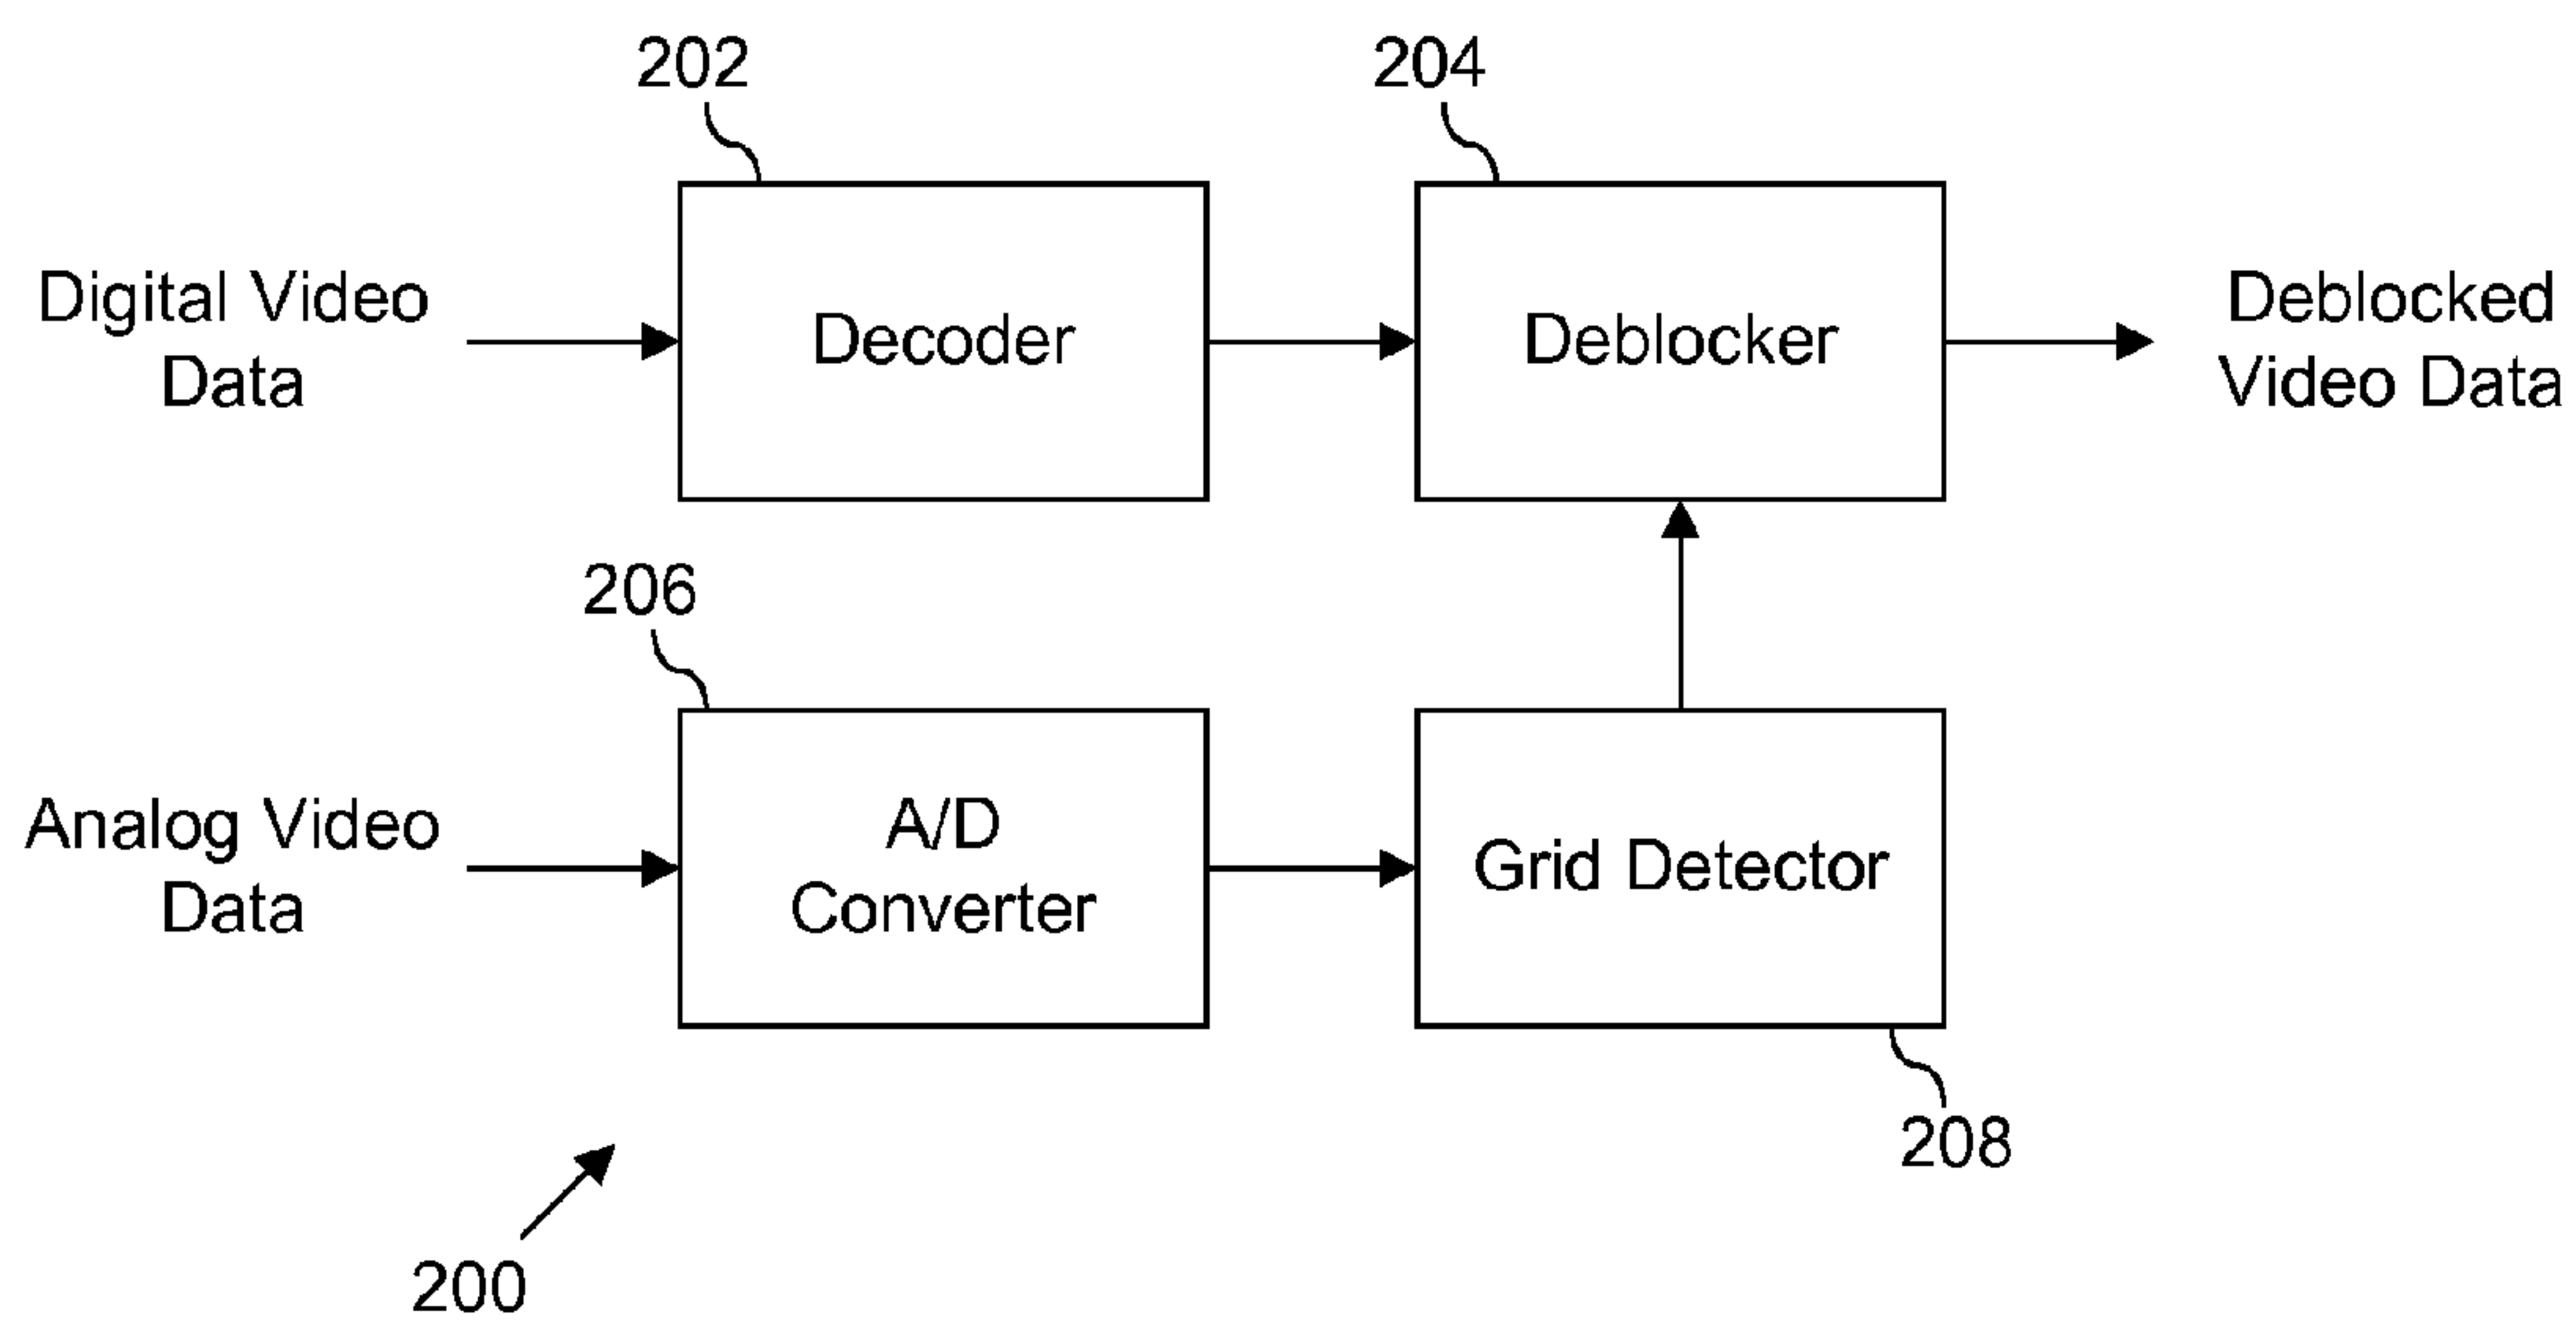 202
204
Digital Video
Data
Decoder
Deblocker
Deblocked
Video Data
206
Analog Video
Data
A/D
Converter
Grid Detector
208
200